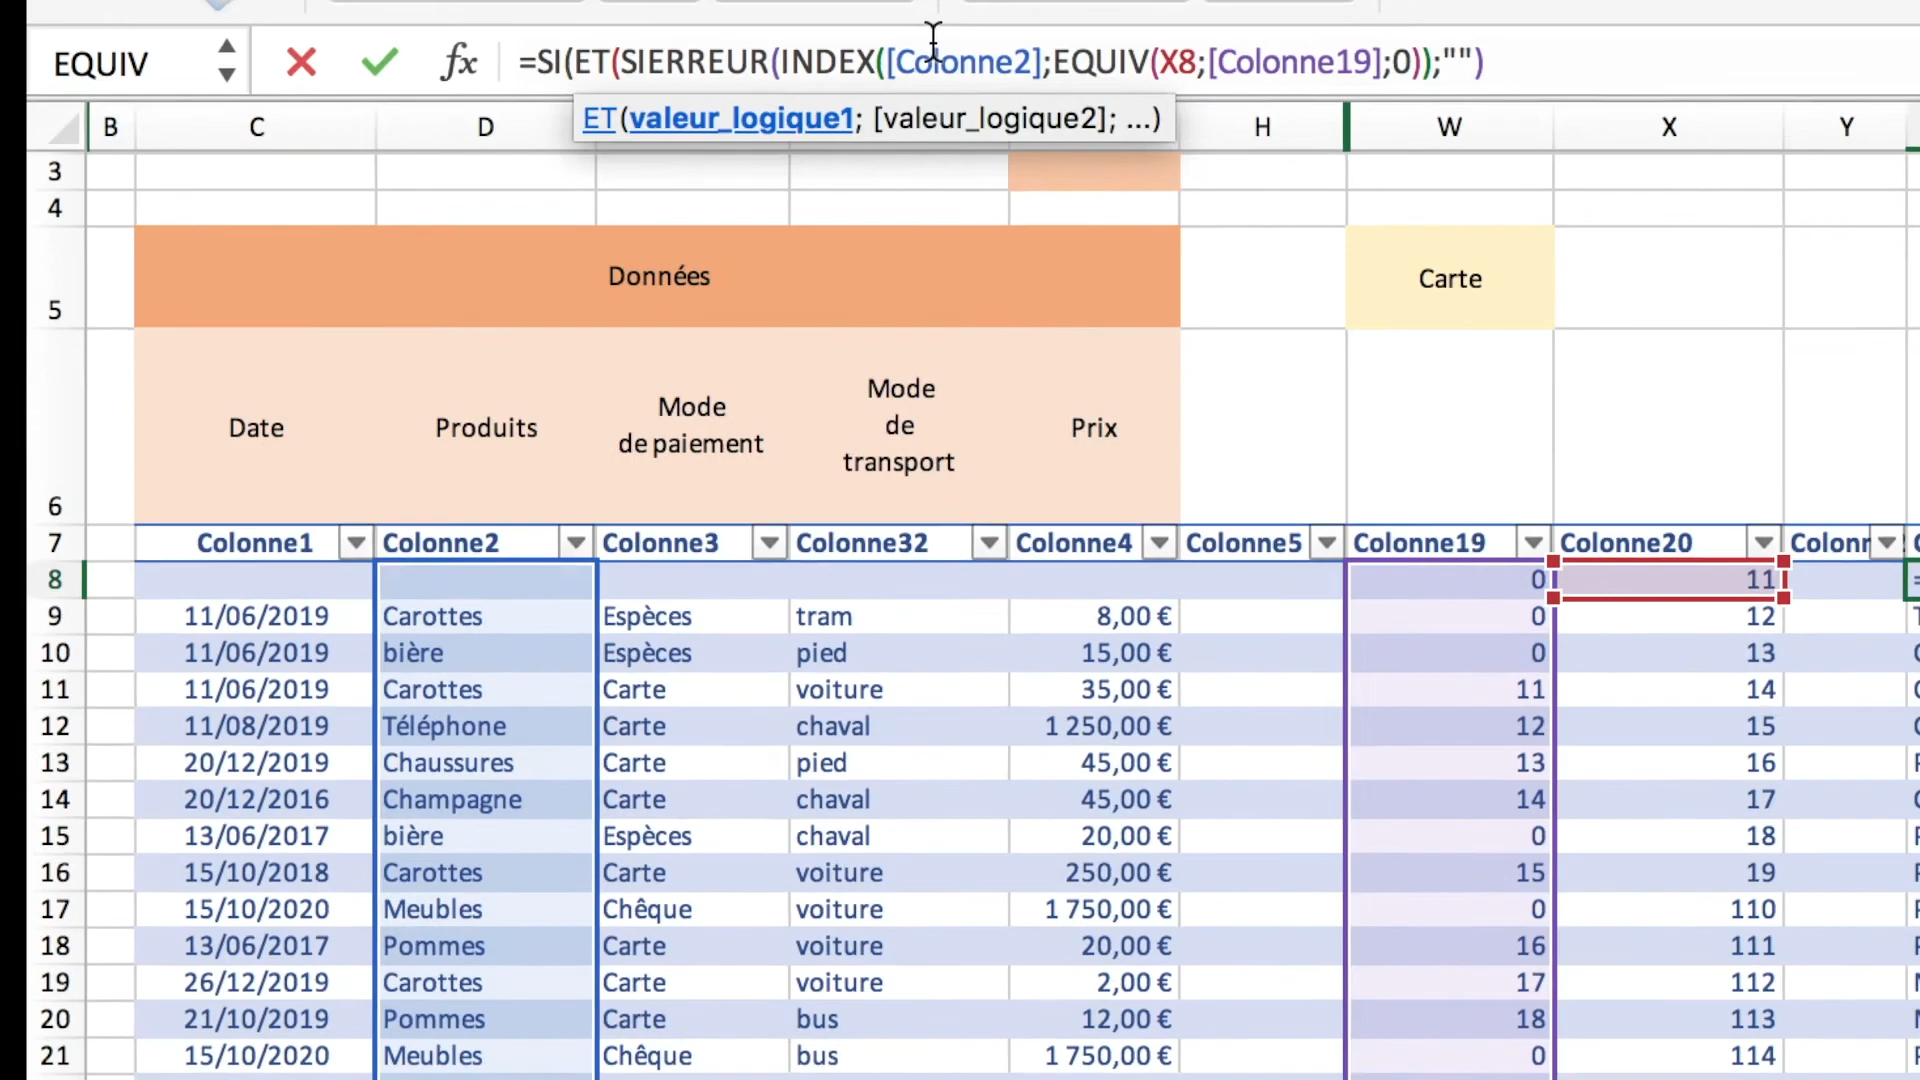 EQUIV fx =SI(ET(SIERREUR(INDEX([Colonne2];EQUIV(X8;[Colonne19];0));"")
ET(valeur_logique1; [valeur_logique2]; ...)
B C D H W X Y
3
4
5 Données Carte
6 Date Produits Mode de paiement Mode de transport Prix
7 Colonne1 Colonne2 Colonne3 Colonne32 Colonne4 Colonne5 Colonne19 Colonne20
8 0 11 =
9 11/06/2019 Carottes Espèces tram 8,00 € 0 12
10 11/06/2019 bière Espèces pied 15,00 € 0 13
11 11/06/2019 Carottes Carte voiture 35,00 € 11 14
12 11/08/2019 Téléphone Carte chaval 1 250,00 € 12 15
13 20/12/2019 Chaussures Carte pied 45,00 € 13 16
14 20/12/2016 Champagne Carte chaval 45,00 € 14 17
15 13/06/2017 bière Espèces chaval 20,00 € 0 18
16 15/10/2018 Carottes Carte voiture 250,00 € 15 19
17 15/10/2020 Meubles Chêque voiture 1 750,00 € 0 110
18 13/06/2017 Pommes Carte voiture 20,00 € 16 111
19 26/12/2019 Carottes Carte voiture 2,00 € 17 112
20 21/10/2019 Pommes Carte bus 12,00 € 18 113
21 15/10/2020 Meubles Chêque bus 1 750,00 € 0 114